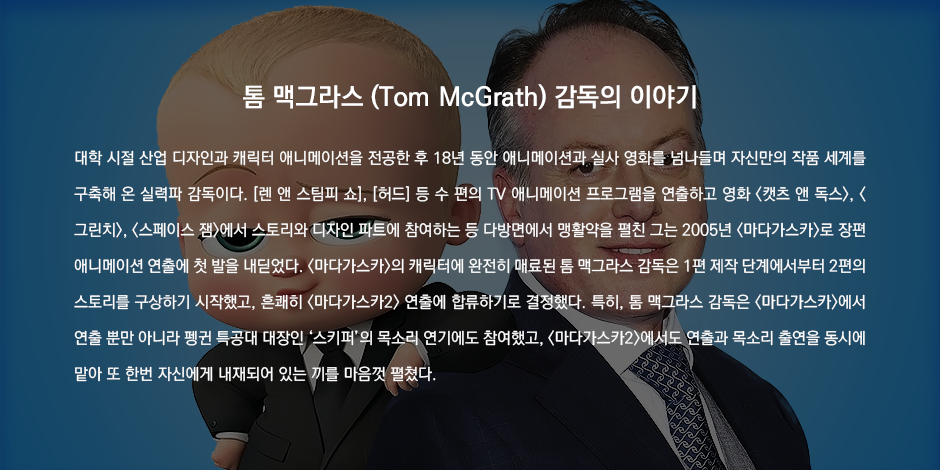 톰 맥그라스 (Tom McGrath) 감독의 이야기
대학 시절 산업 디자인과 캐릭터 애니메이션을 전공한 후 18년 동안 애니메이션과 실사 영화를 넘나들며 자신만의 작품 세계를
구축해 온 실력파 감독이다. [렌 앤 스팀피 쇼], [허드] 등 수 편의 TV 애니메이션 프로그램을 연출하고 영화 <캣츠 앤 독스>, <
그린치>, <스페이스 잼>에서 스토리와 디자인 파트에 참여하는 등 다방면에서 맹활약을 펼친 그는 2005년 <마다가스카>로 장편
애니메이션 연출에 첫 발을 내딛었다. <마다가스카>의 캐릭터에 완전히 매료된 톰 맥그라스 감독은 1편 제작 단계에서부터 2편의
스토리를 구상하기 시작했고, 흔쾌히 <마다가스카2> 연출에 합류하기로 결정했다. 특히, 톰 맥그라스 감독은 <마다가스카>에서
연출 뿐만 아니라 펭귄 특공대 대장인 ‘스키퍼’의 목소리 연기에도 참여했고, <마다가스카2>에서도 연출과 목소리 출연을 동시에
맡아 또 한번 자신에게 내재되어 있는 끼를 마음껏 펼쳤다.